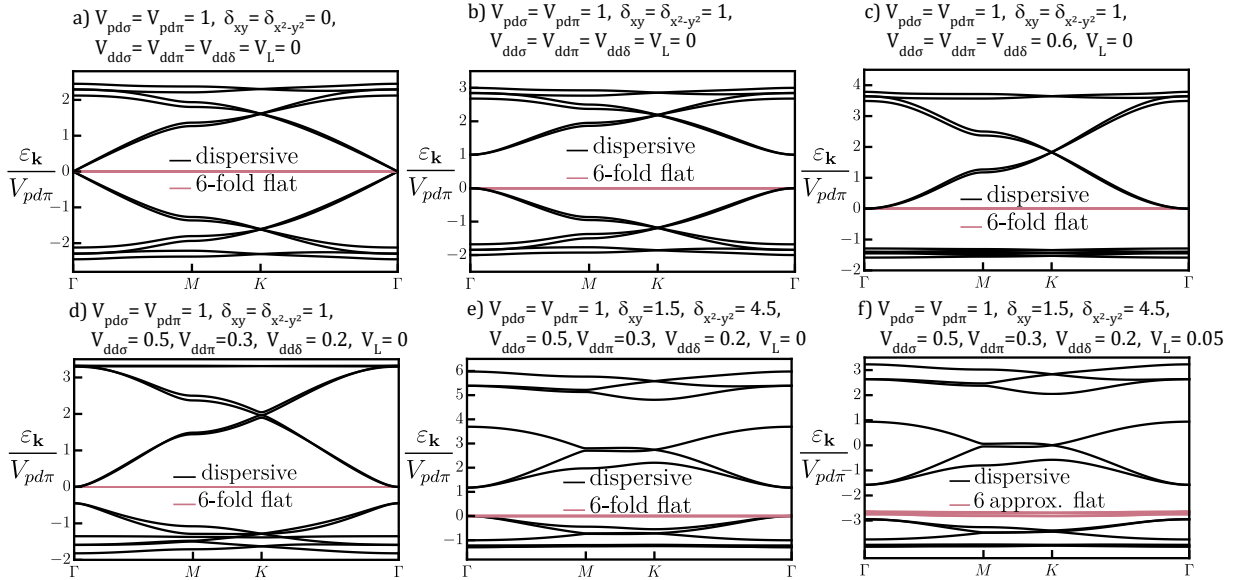 a) V_pdσ = V_pdπ = 1, δ_xy = δ_x²-y² = 0,
V_ddσ = V_ddπ = V_ddδ = V_L = 0
2
1
0
−1
−2
ε_k
V_pdπ
dispersive
6-fold flat
Γ M K Γ
b) V_pdσ = V_pdπ = 1, δ_xy = δ_x²-y² = 1,
V_ddσ = V_ddπ = V_ddδ = V_L = 0
3
2
1
0
−1
−2
ε_k
V_pdπ
dispersive
6-fold flat
Γ M K Γ
c) V_pdσ = V_pdπ = 1, δ_xy = δ_x²-y² = 1,
V_ddσ = V_ddπ = V_ddδ = 0.6, V_L = 0
4
3
2
1
0
−1
−2
ε_k
V_pdπ
dispersive
6-fold flat
Γ M K Γ
d) V_pdσ = V_pdπ = 1, δ_xy = δ_x²-y² = 1,
V_ddσ = 0.5, V_ddπ = 0.3, V_ddδ = 0.2, V_L = 0
3
2
1
0
−1
−2
ε_k
V_pdπ
dispersive
6-fold flat
Γ M K Γ
e) V_pdσ = V_pdπ = 1, δ_xy = 1.5, δ_x²-y² = 4.5,
V_ddσ = 0.5, V_ddπ = 0.3, V_ddδ = 0.2, V_L = 0
6
5
4
3
2
1
0
−1
ε_k
V_pdπ
dispersive
6-fold flat
Γ M K Γ
f) V_pdσ = V_pdπ = 1, δ_xy = 1.5, δ_x²-y² = 4.5,
V_ddσ = 0.5, V_ddπ = 0.3, V_ddδ = 0.2, V_L = 0.05
3
2
1
0
−1
−2
−3
ε_k
V_pdπ
dispersive
6 approx. flat
Γ M K Γ